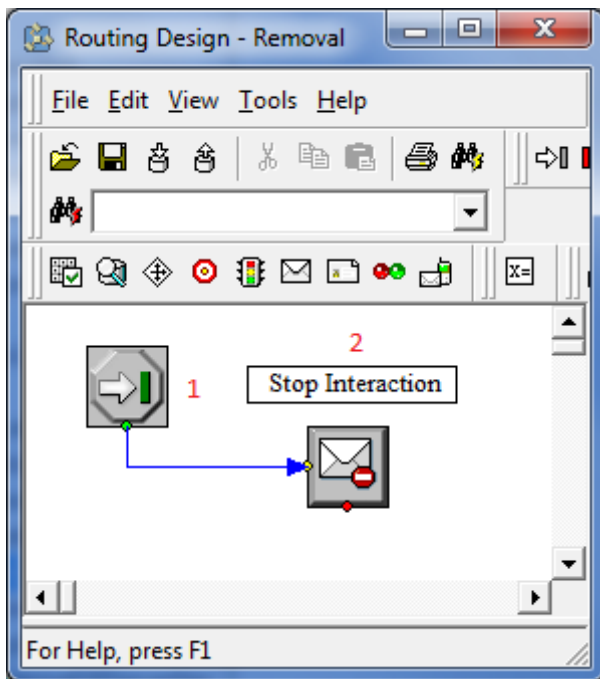 Routing Design - Removal
File Edit View Tools Help
X=
2
1
Stop Interaction
For Help, press F1